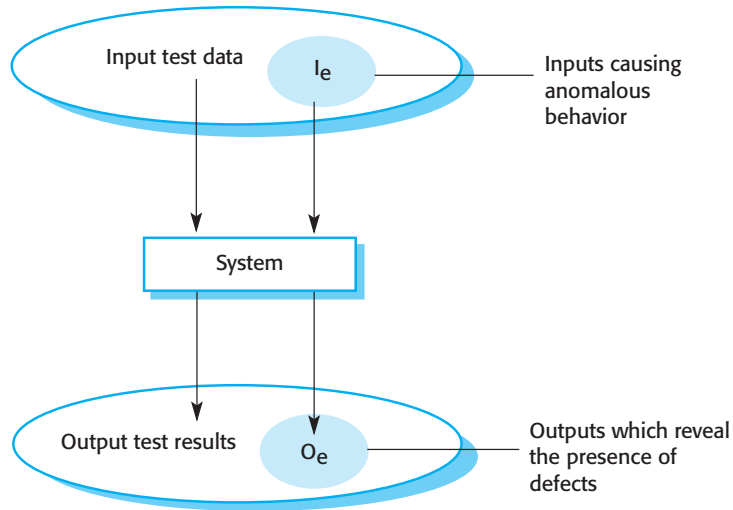 Input test data
Ie
Inputs causing
anomalous
behavior
System
Output test results
Oe
Outputs which reveal
the presence of
defects